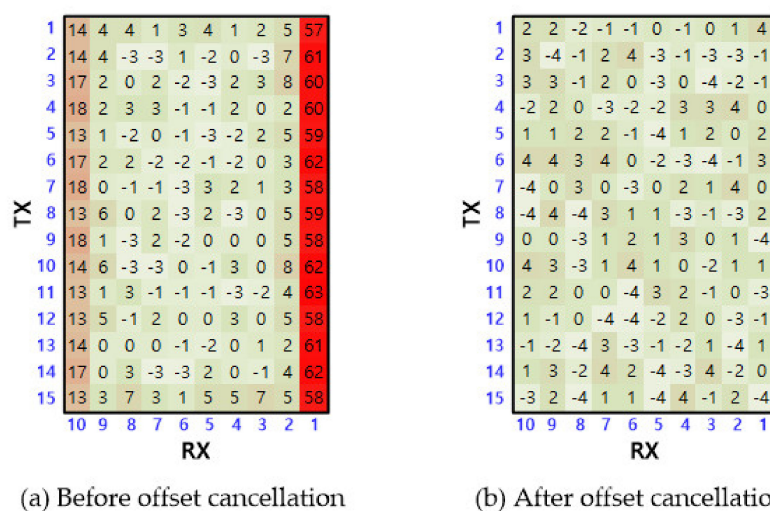 1 14 4 4 1 3 4 1 2 5 57
2 14 4 -3 -3 1 -2 0 -3 7 61
3 17 2 0 2 -2 -3 2 3 8 60
4 18 2 3 3 -1 -1 2 0 2 60
5 13 1 -2 0 -1 -3 -2 2 5 59
6 17 2 2 -2 -2 -1 -2 0 3 62
7 18 0 -1 -1 -3 3 2 1 3 58
8 13 6 0 2 -3 2 -3 0 5 59
9 18 1 -3 2 -2 0 0 0 5 58
10 14 6 -3 -3 0 -1 3 0 8 62
11 13 1 3 -1 -1 -1 -3 -2 4 63
12 13 5 -1 2 0 0 3 0 5 58
13 14 0 0 0 -1 -2 0 1 2 61
14 17 0 3 -3 -3 2 0 -1 4 62
15 13 3 7 3 1 5 5 7 5 58
10 9 8 7 6 5 4 3 2 1
TX
RX
(a) Before offset cancellation
1 2 2 -2 -1 -1 0 -1 0 1 4
2 3 -4 -1 2 4 -3 -1 -3 -3 -1
3 3 3 -1 2 0 -3 0 -4 -2 -1
4 -2 2 0 -3 -2 -2 3 3 4 0
5 1 1 2 2 -1 -4 1 2 0 2
6 4 4 3 4 0 -2 -3 -4 -1 3
7 -4 0 3 0 -3 0 2 1 4 0
8 -4 4 -4 3 1 1 -3 -1 -3 2
9 0 0 -3 1 2 1 3 0 1 -4
10 4 3 -3 1 4 1 0 -2 1 1
11 2 2 0 0 -4 3 2 -1 0 -3
12 1 -1 0 -4 -4 -2 2 0 -3 -1
13 -1 -2 -4 3 -3 -1 -2 1 -4 1
14 1 3 -2 4 2 -4 -3 4 -2 0
15 -3 2 -4 1 1 -4 4 -1 2 -4
10 9 8 7 6 5 4 3 2 1
TX
RX
(b) After offset cancellatio